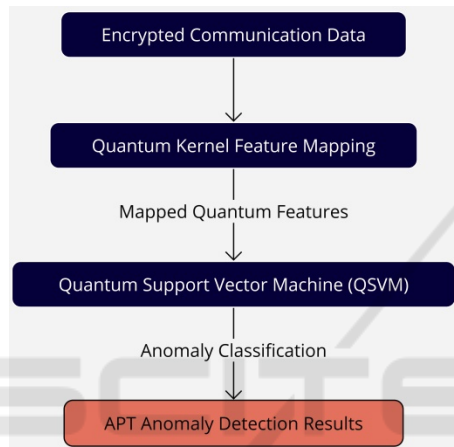 Encrypted Communication Data
Quantum Kernel Feature Mapping
Mapped Quantum Features
Quantum Support Vector Machine (QSVM)
Anomaly Classification
APT Anomaly Detection Results